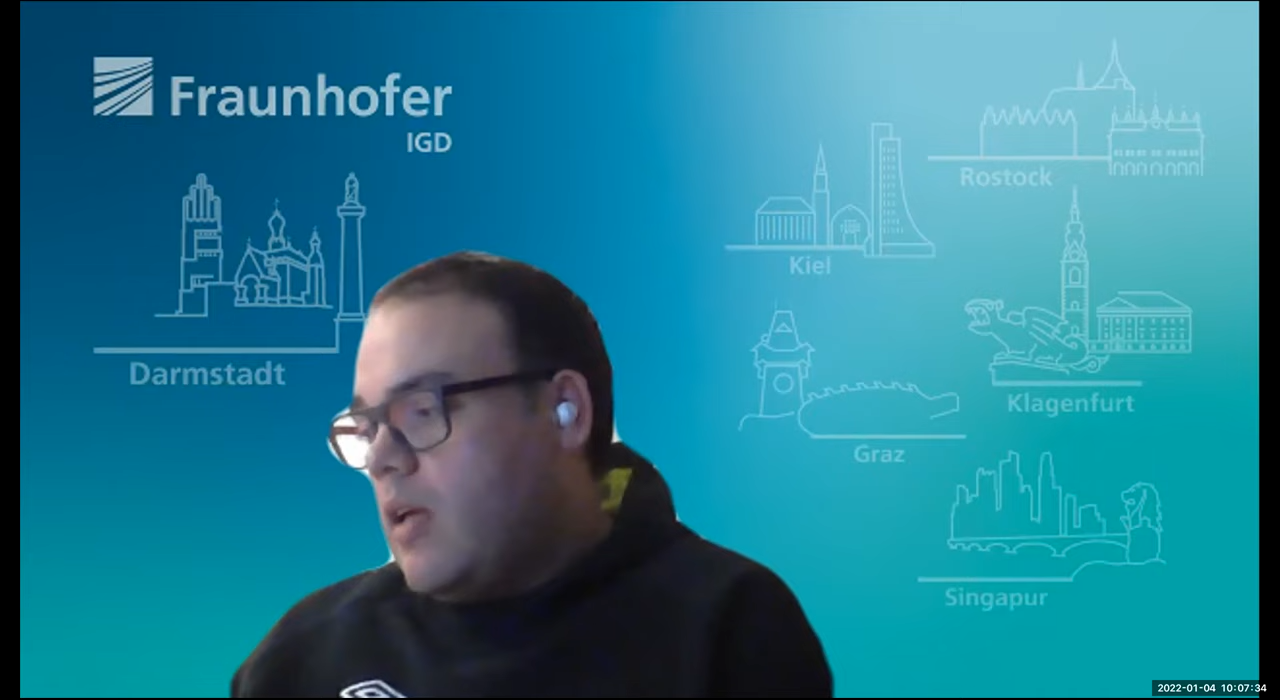 Fraunhofer
IGD
Darmstadt
Rostock
Kiel
Klagenfurt
Graz
Singapur
2022-01-04 10:07:34